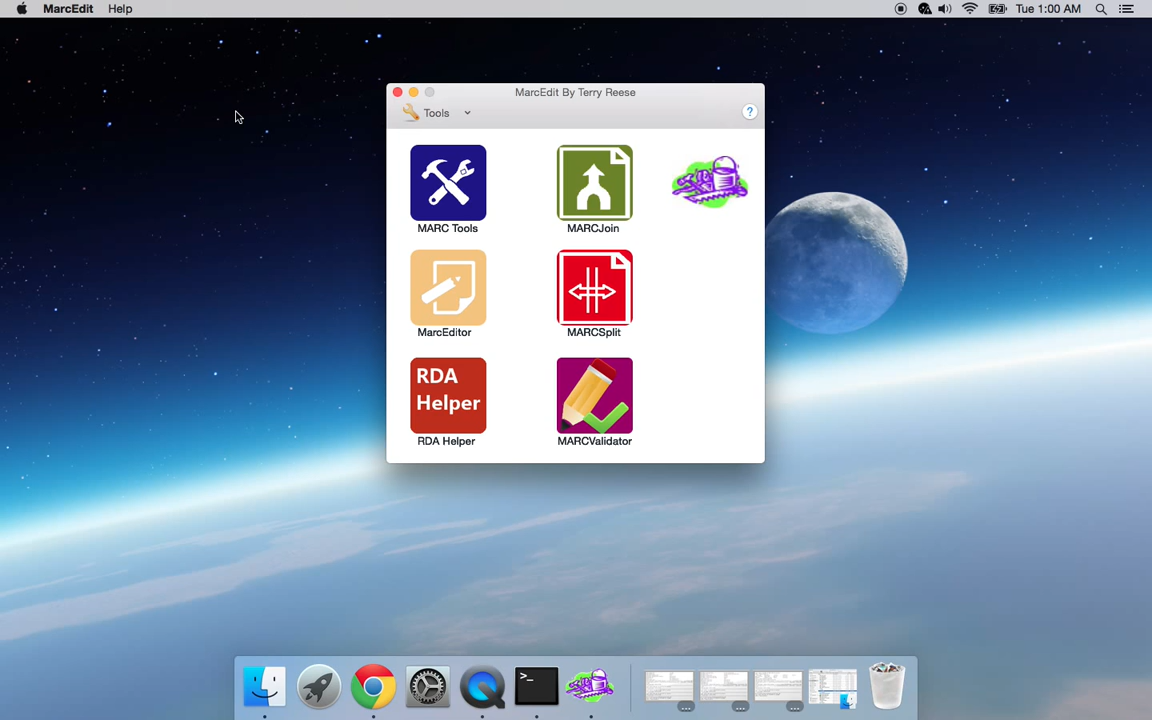 MarcEdit Help Tue 1:00 AM
MarcEdit By Terry Reese
Tools ?
MARC Tools MARCJoin
MarcEditor MARCSplit
RDA
Helper
RDA Helper MARCValidator
>_